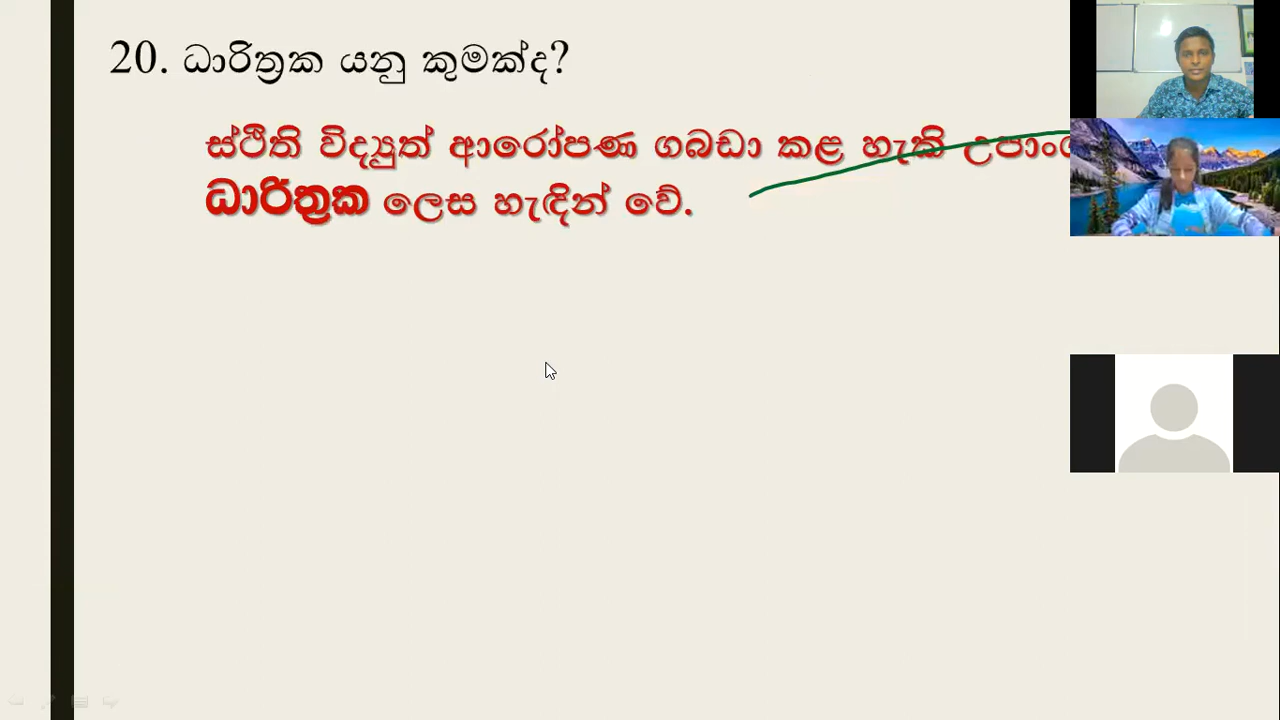 20. ධාරිත්‍රක යනු කුමක්ද?
ස්ථිති විද්‍යුත් ආරෝපණ ගබඩා කළ හැකි
ධාරිත්‍රක ලෙස හැඳින් වේ.